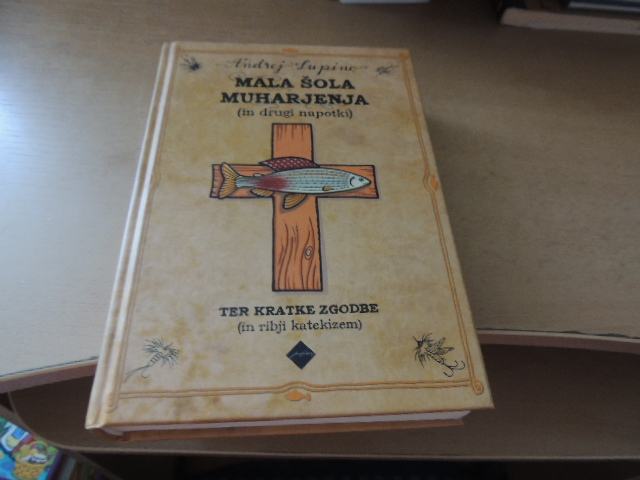 Andrej Lupinc
MALA ŠOLA
MUHARJENJA
(in drugi napotki)
TER KRATKE ZGODBE
(in ribji katekizem)